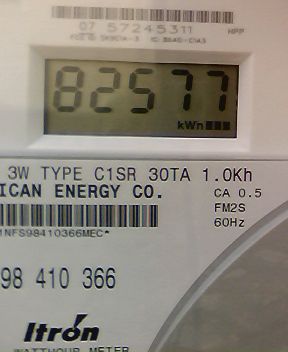 07 57245311 HPP
82577
kWh
3W TYPE C1SR 30TA 1.0Kh
ICAN ENERGY CO. CA 0.5
FM2S
60Hz
1NFS98410366MEC*
98 410 366
Itron
WATTHOUR METER